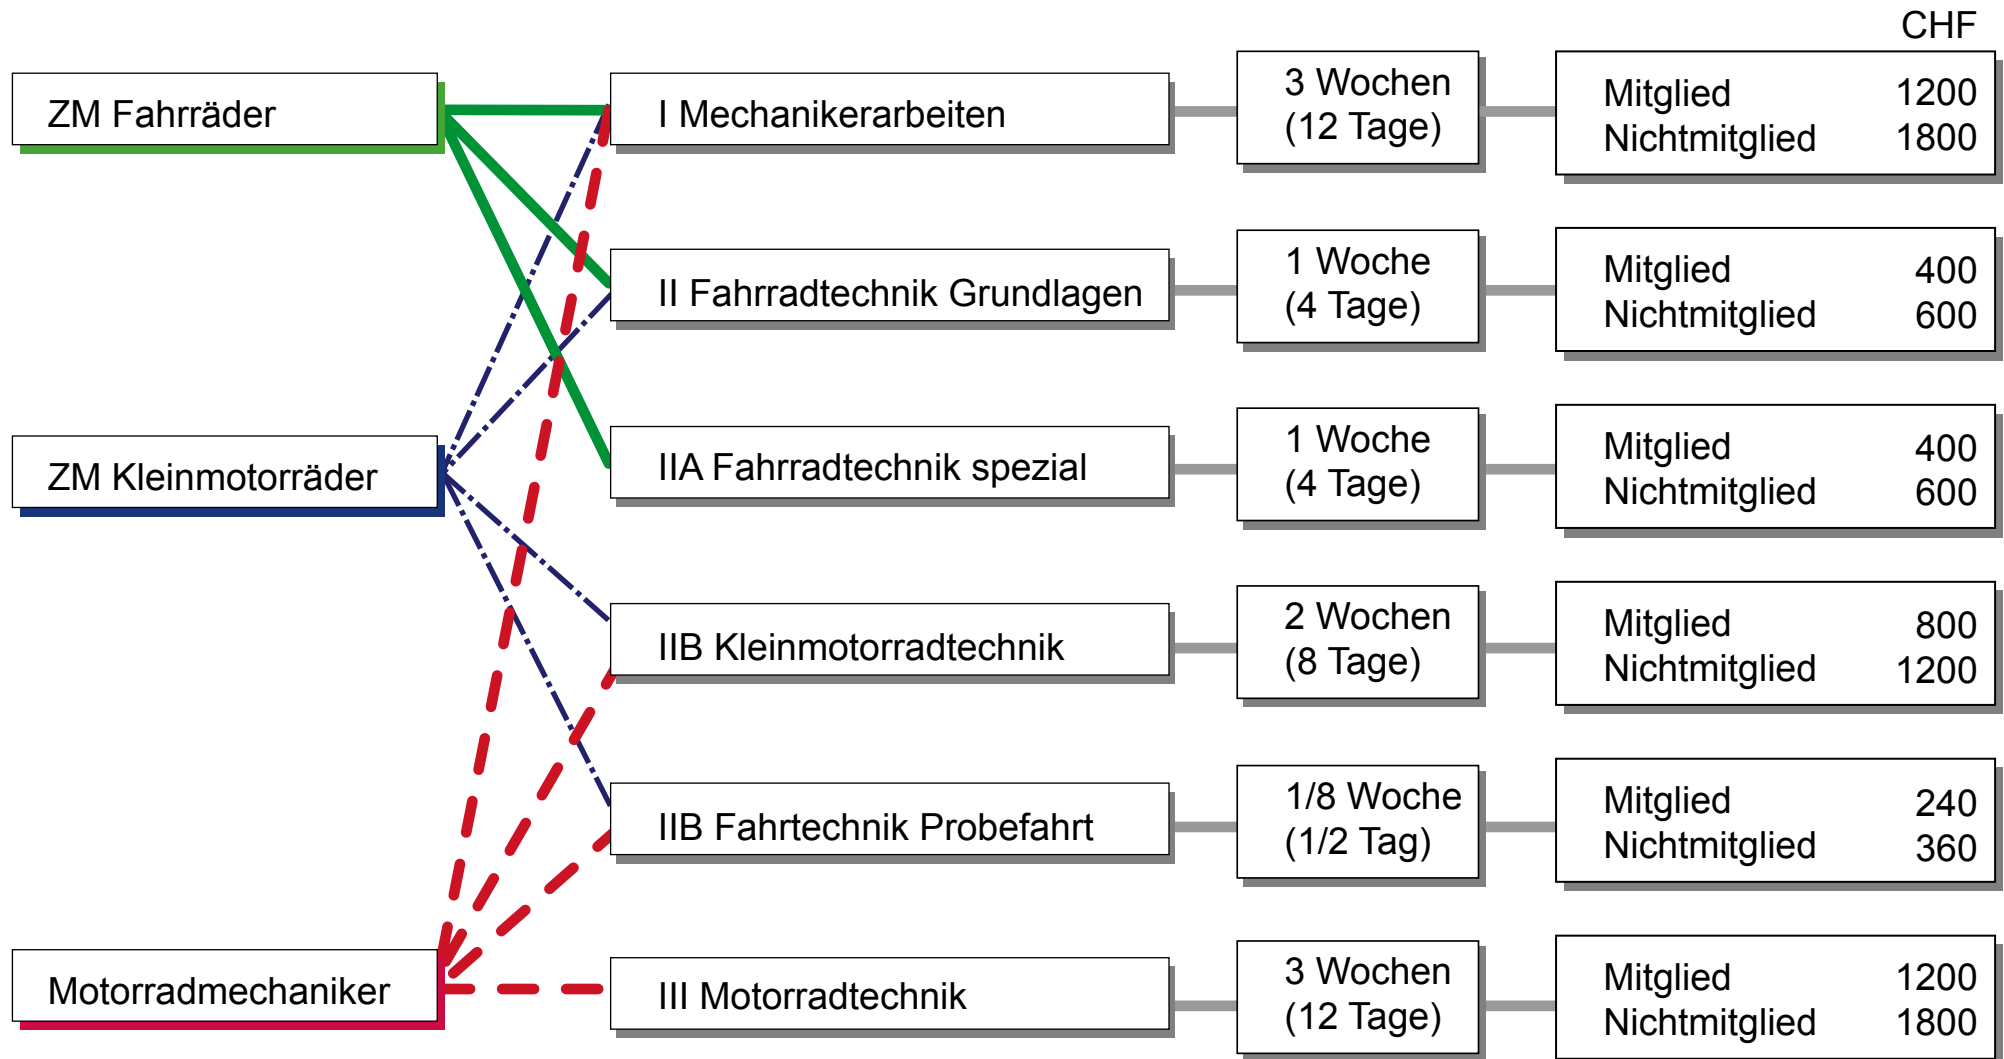 CHF
ZM Fahrräder
I Mechanikerarbeiten
3 Wochen
(12 Tage)
Mitglied 1200
Nichtmitglied 1800
II Fahrradtechnik Grundlagen
1 Woche
(4 Tage)
Mitglied 400
Nichtmitglied 600
ZM Kleinmotorräder
IIA Fahrradtechnik spezial
1 Woche
(4 Tage)
Mitglied 400
Nichtmitglied 600
IIB Kleinmotorradtechnik
2 Wochen
(8 Tage)
Mitglied 800
Nichtmitglied 1200
IIB Fahrtechnik Probefahrt
1/8 Woche
(1/2 Tag)
Mitglied 240
Nichtmitglied 360
Motorradmechaniker
III Motorradtechnik
3 Wochen
(12 Tage)
Mitglied 1200
Nichtmitglied 1800